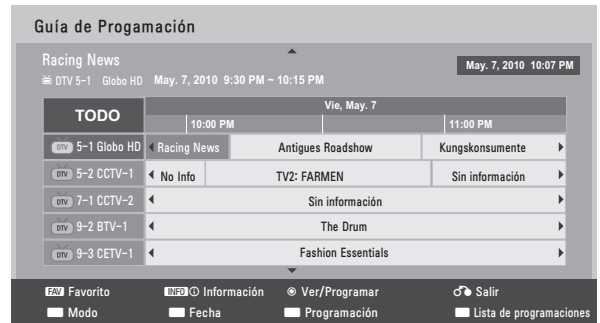 Guía de Progamación
Racing News
May. 7, 2010 10:07 PM
DTV 5-1 Globo HD May. 7, 2010 9:30 PM ~ 10:15 PM
TODO
Vie, May. 7
10:00 PM 11:00 PM
DTV 5-1 Globo HD Racing News Antigues Roadshow Kungskonsumente
DTV 5-2 CCTV-1 No Info TV2: FARMEN Sin información
DTV 7-1 CCTV-2 Sin información
DTV 9-2 BTV-1 The Drum
DTV 9-3 CETV-1 Fashion Essentials
FAV Favorito INFO ⓘ Información Ver/Programar Salir
Modo Fecha Programación Lista de programaciones